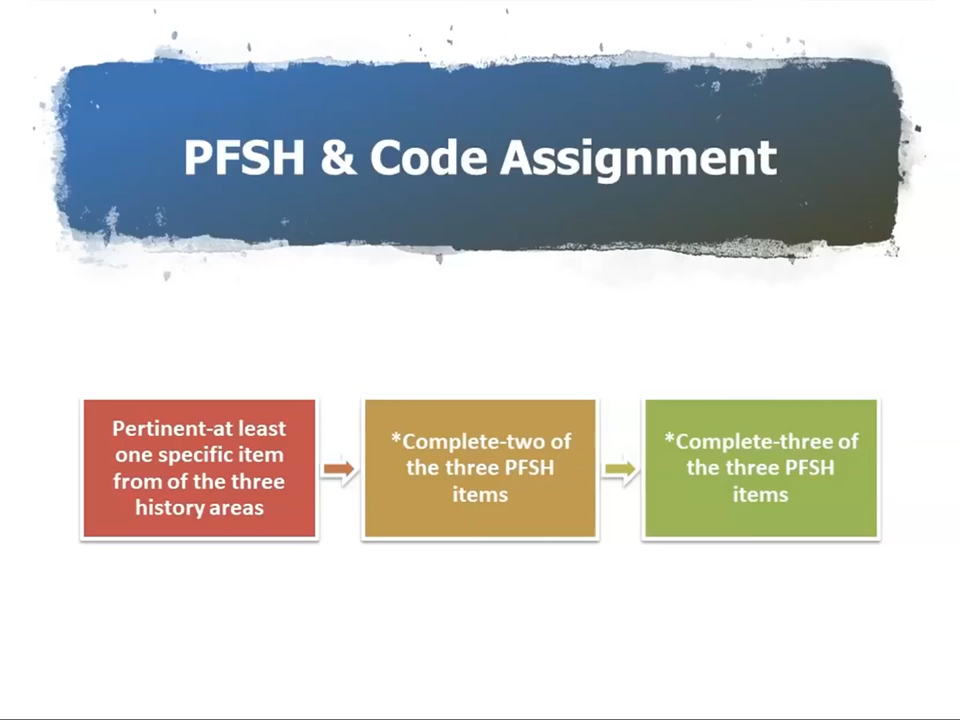 PFSH & Code Assignment
Pertinent-at least
one specific item
from of the three
history areas
*Complete-two of
the three PFSH
items
*Complete-three of
the three PFSH
items